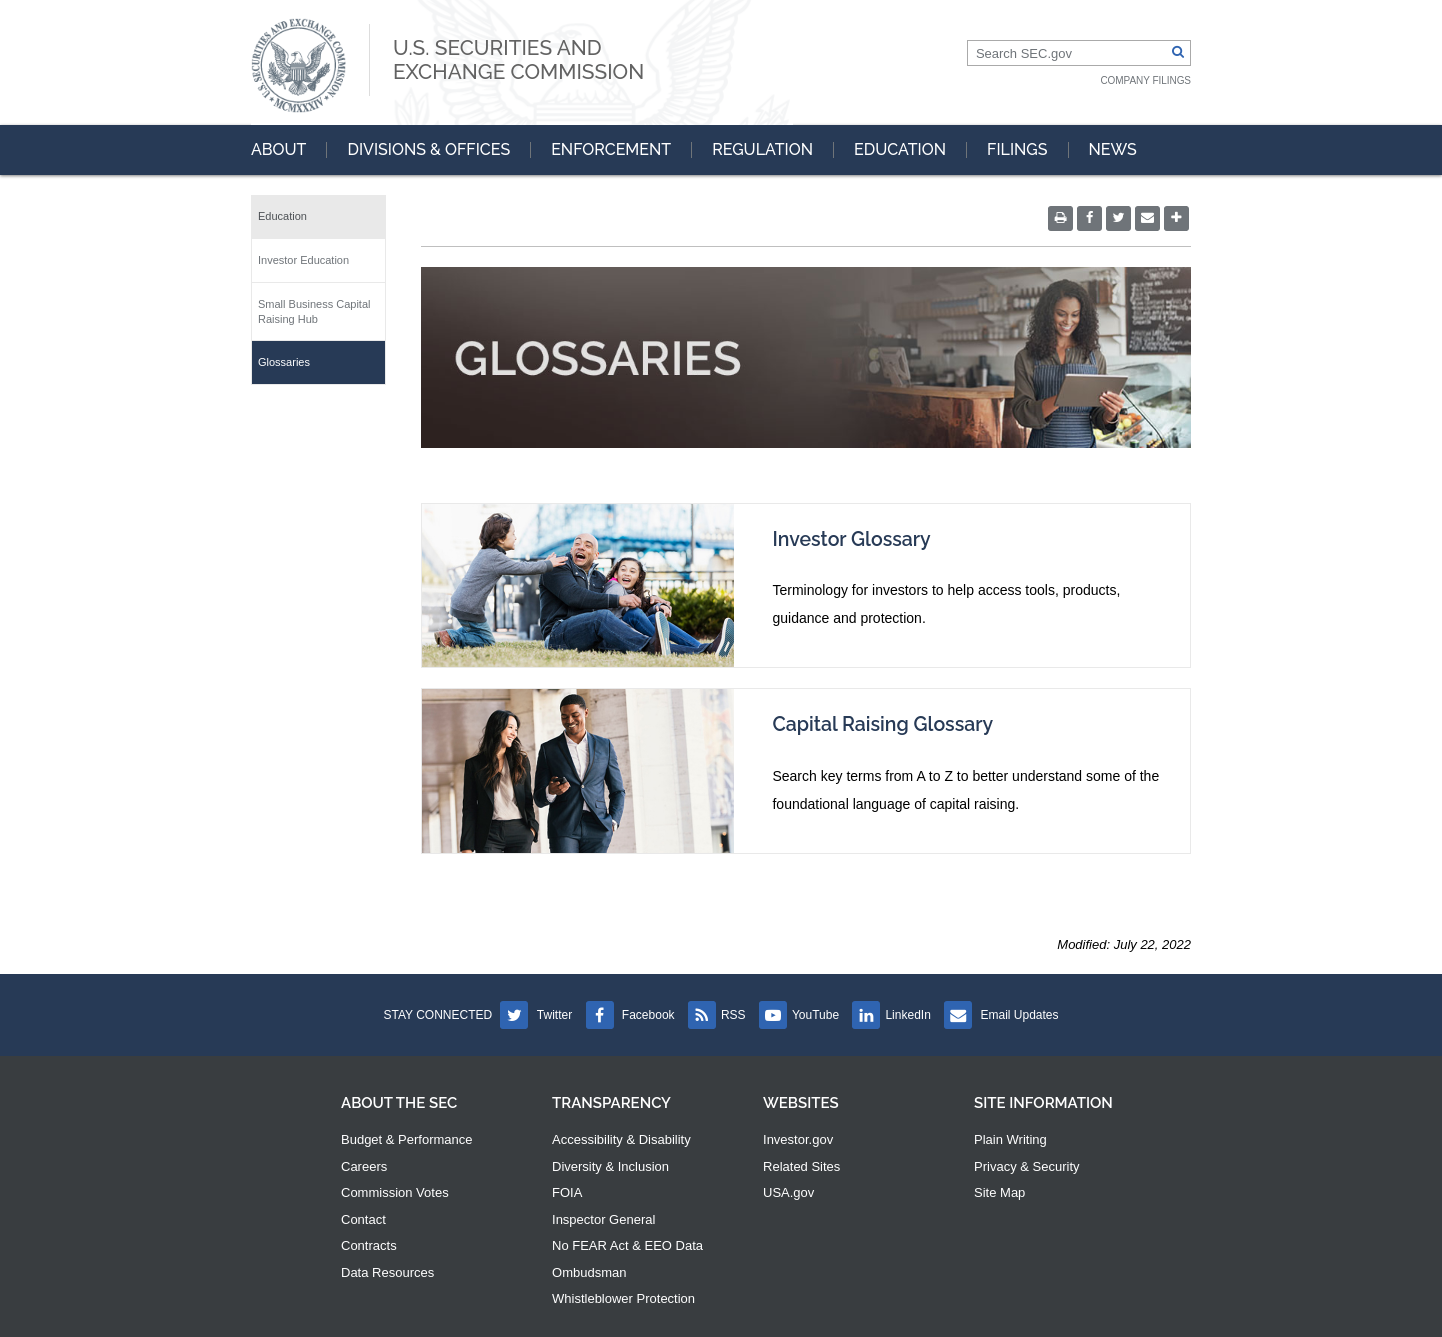 SECURITIES AND EXCHANGE COMMISSION
MCMXXXIV
U.S. SECURITIES AND
EXCHANGE COMMISSION
Search SEC.gov
COMPANY FILINGS
ABOUT
DIVISIONS & OFFICES
ENFORCEMENT
REGULATION
EDUCATION
FILINGS
NEWS
Education
Investor Education
Small Business Capital
Raising Hub
Glossaries
GLOSSARIES
Investor Glossary
Terminology for investors to help access tools, products,
guidance and protection.
Capital Raising Glossary
Search key terms from A to Z to better understand some of the
foundational language of capital raising.
Modified: July 22, 2022
STAY CONNECTED
Twitter
Facebook
RSS
YouTube
LinkedIn
Email Updates
ABOUT THE SEC
Budget & Performance
Careers
Commission Votes
Contact
Contracts
Data Resources
TRANSPARENCY
Accessibility & Disability
Diversity & Inclusion
FOIA
Inspector General
No FEAR Act & EEO Data
Ombudsman
Whistleblower Protection
WEBSITES
Investor.gov
Related Sites
USA.gov
SITE INFORMATION
Plain Writing
Privacy & Security
Site Map